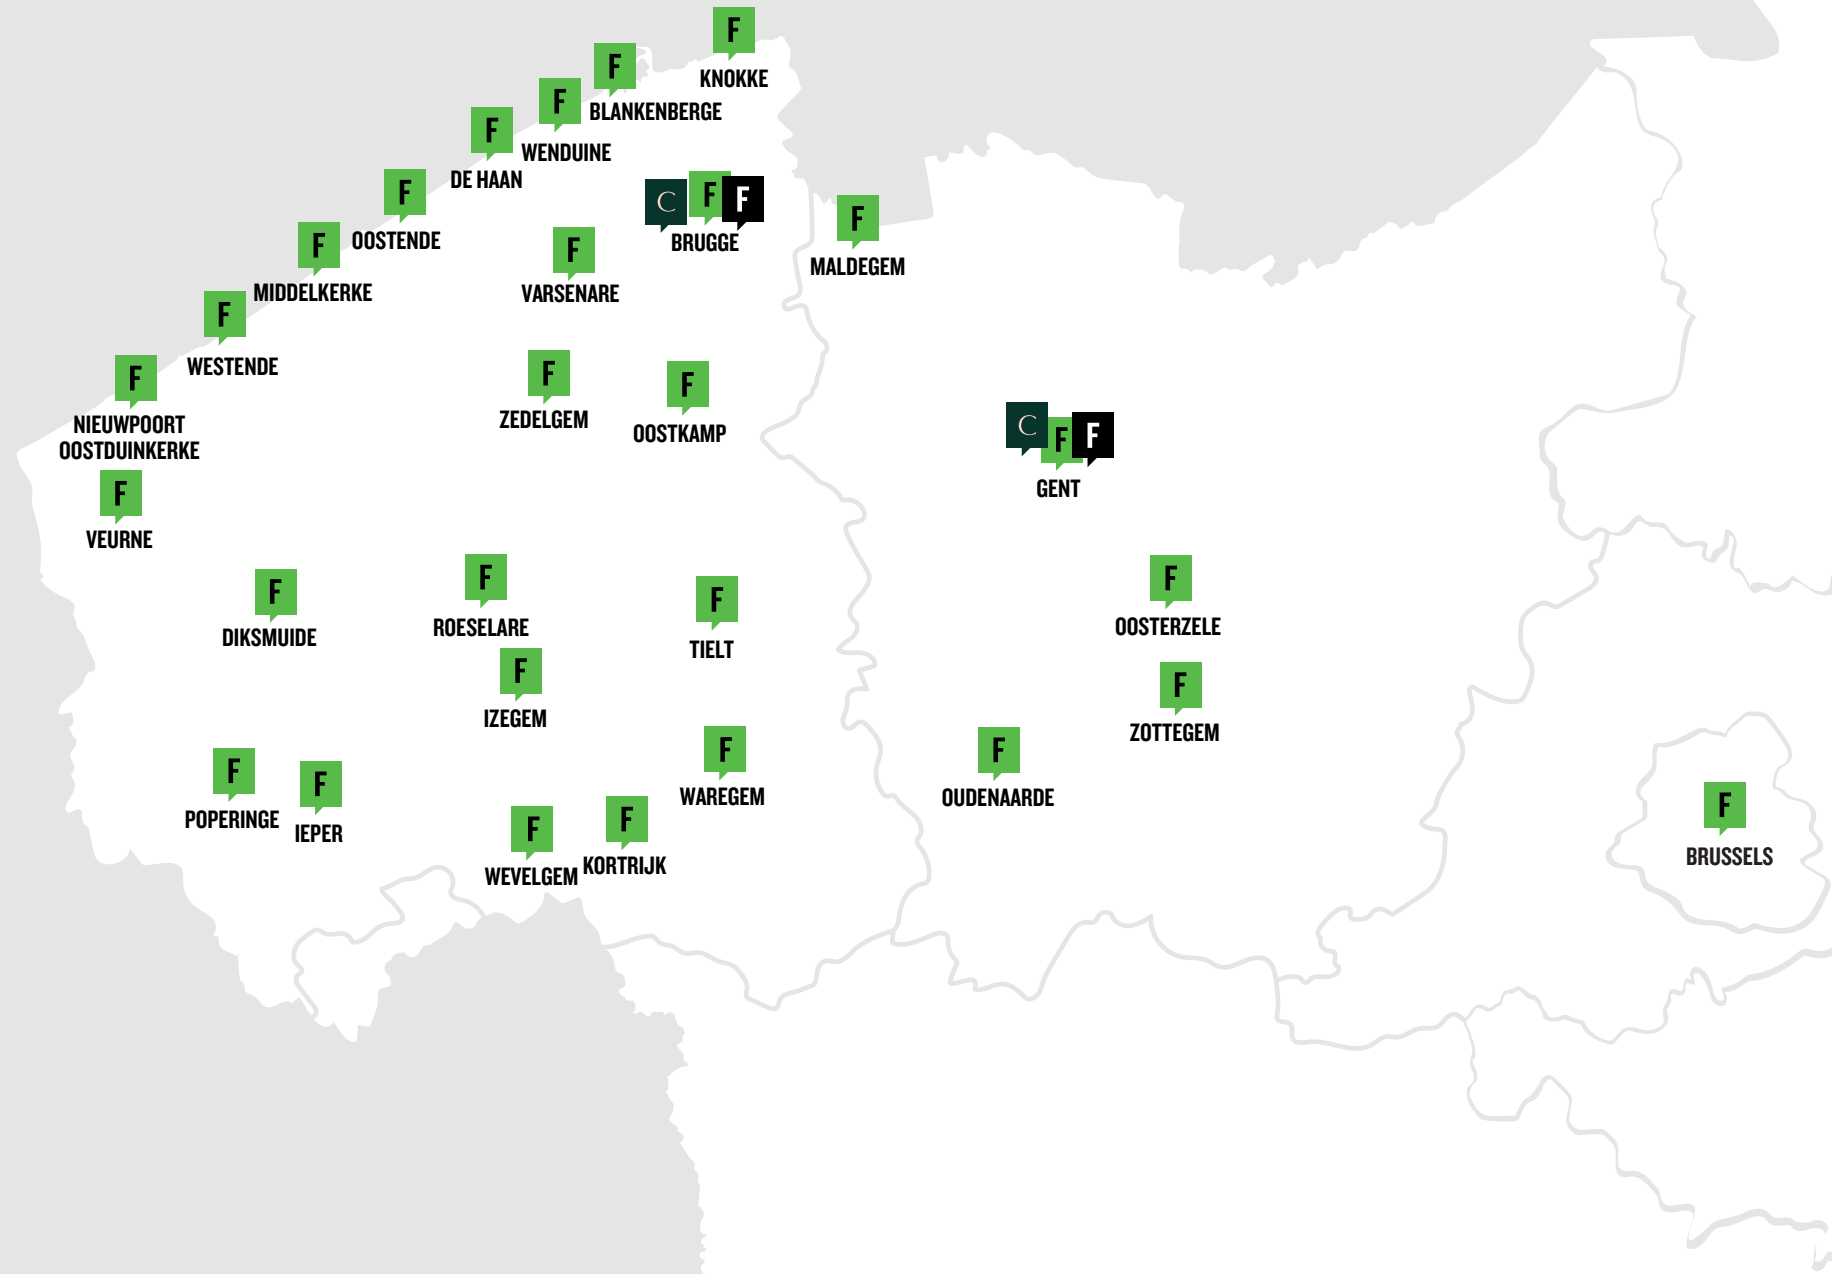 F
KNOKKE
F
BLANKENBERGE
F
WENDUINE
F
DE HAAN
F
OOSTENDE
C F F
BRUGGE
F
MALDEGEM
F
MIDDELKERKE
F
VARSENARE
F
WESTENDE
F
NIEUWPOORT
OOSTDUINKERKE
F
ZEDELGEM
F
OOSTKAMP
C F F
GENT
F
VEURNE
F
DIKSMUIDE
F
ROESELARE
F
TIELT
F
OOSTERZELE
F
IZEGEM
F
ZOTTEGEM
F
POPERINGE
F
IEPER
F
WAREGEM
F
OUDENAARDE
F
WEVELGEM
F
KORTRIJK
F
BRUSSELS